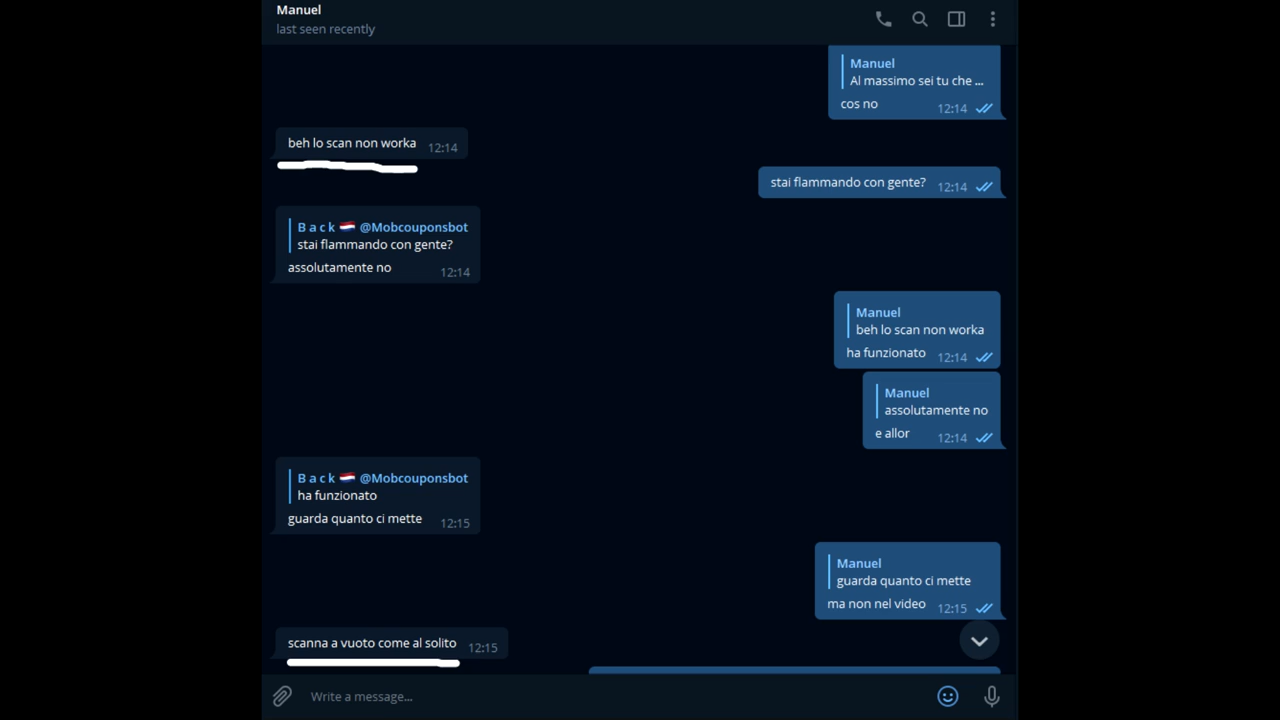 Manuel
last seen recently
Manuel
Al massimo sei tu che ...
cos no
12:14
beh lo scan non worka
12:14
stai flammando con gente?
12:14
B a c k 🇳🇱 @Mobcouponsbot
stai flammando con gente?
assolutamente no
12:14
Manuel
beh lo scan non worka
ha funzionato
12:14
Manuel
assolutamente no
e allor
12:14
B a c k 🇳🇱 @Mobcouponsbot
ha funzionato
guarda quanto ci mette
12:15
Manuel
guarda quanto ci mette
ma non nel video
12:15
scanna a vuoto come al solito
12:15
Write a message...